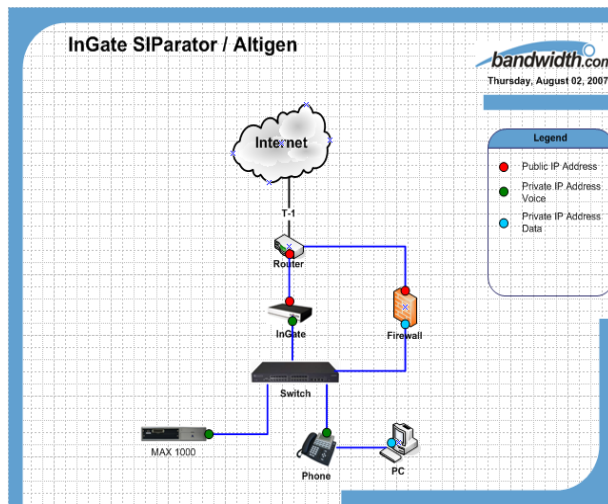 InGate SIParator / Altigen
bandwidth.com
Thursday, August 02, 2007
Legend
Public IP Address
Private IP Address
Voice
Private IP Address
Data
Internet
T-1
Router
InGate
Firewall
Switch
MAX 1000
Phone
PC